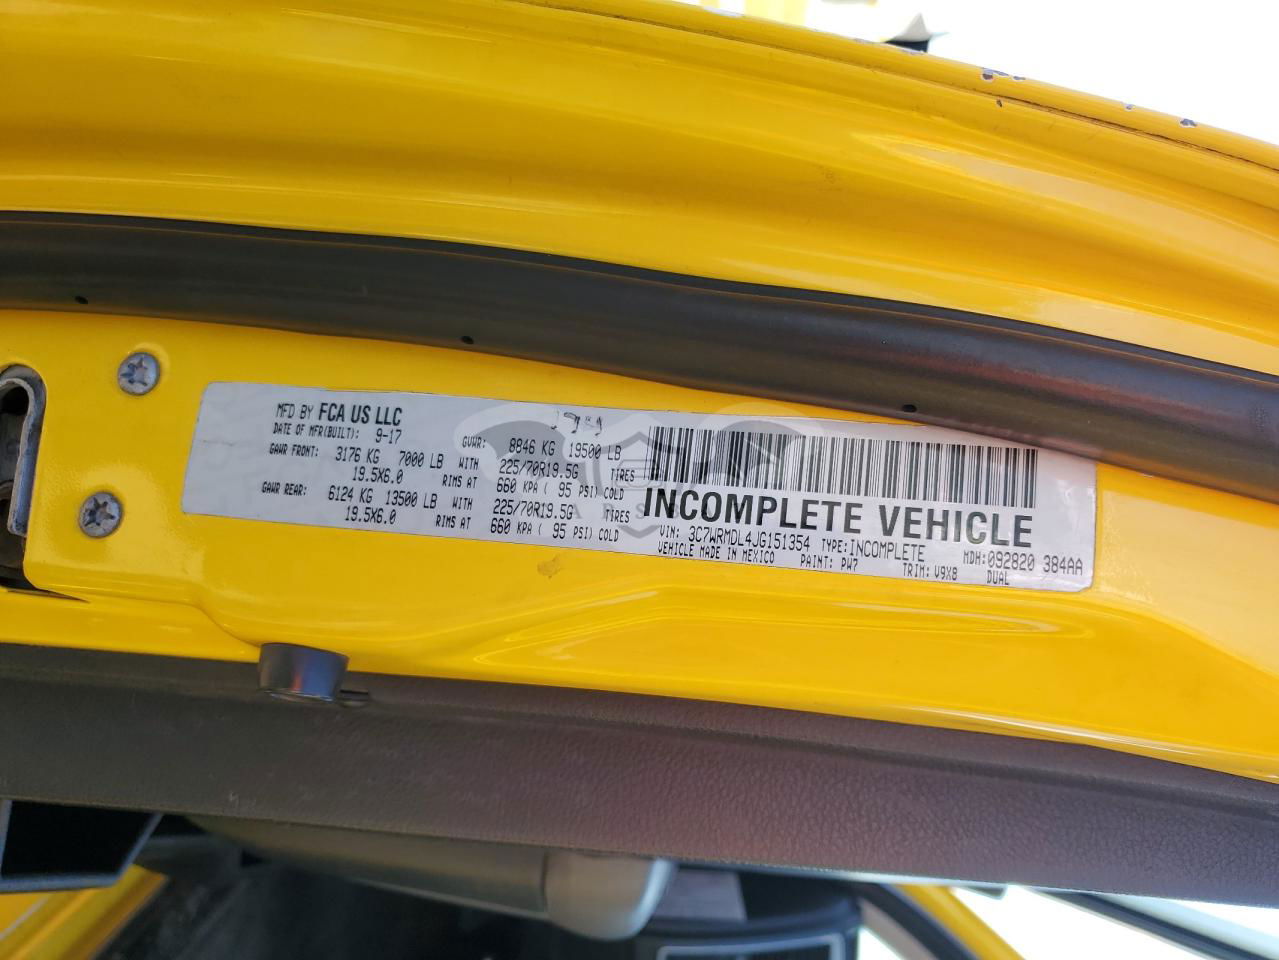 MFD BY FCA US LLC
DATE OF MFR(BUILT): 9-17 GVWR: 8846 KG 19500 LB
GAWR FRONT: 3176 KG 7000 LB WITH 225/70R19.5G TIRES
19.5X6.0 RIMS AT 660 KPA ( 95 PSI) COLD
GAWR REAR: 6124 KG 13500 LB WITH 225/70R19.5G TIRES
19.5X6.0 RIMS AT 660 KPA ( 95 PSI) COLD
INCOMPLETE VEHICLE
VIN: 3C7WRMDL4JG151354 TYPE:INCOMPLETE MDH:092820 384AA
VEHICLE MADE IN MEXICO PAINT: PW7 TRIM: V9X8 DUAL